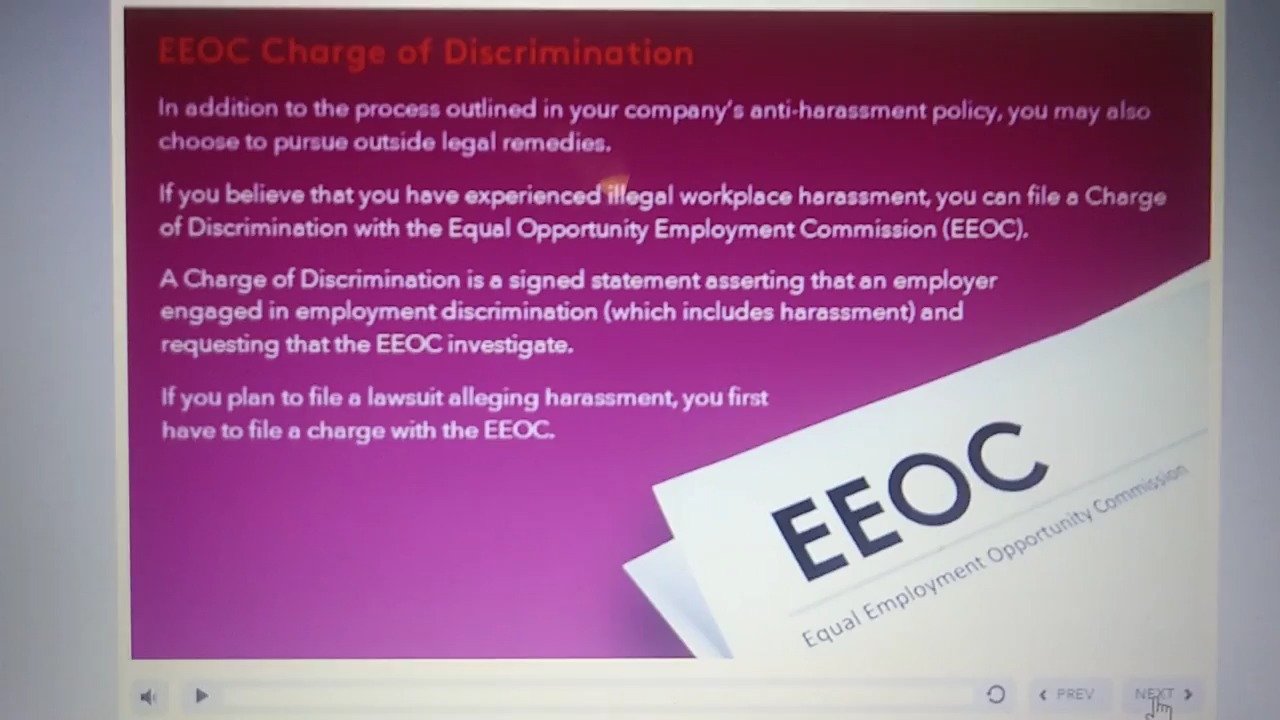 EEOC Charge of Discrimination
In addition to the process outlined in your company's anti-harassment policy, you may also
choose to pursue outside legal remedies.
If you believe that you have experienced illegal workplace harassment, you can file a Charge
of Discrimination with the Equal Opportunity Employment Commission (EEOC).
A Charge of Discrimination is a signed statement asserting that an employer
engaged in employment discrimination (which includes harassment) and
requesting that the EEOC investigate.
If you plan to file a lawsuit alleging harassment, you first
have to file a charge with the EEOC.
EEOC
Equal Employment Opportunity Commission
PREV
NEXT